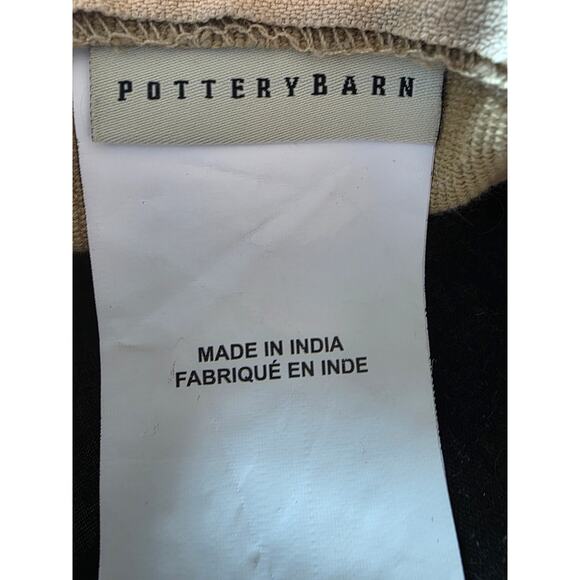 POTTERYBARN
MADE IN INDIA
FABRIQUÉ EN INDE